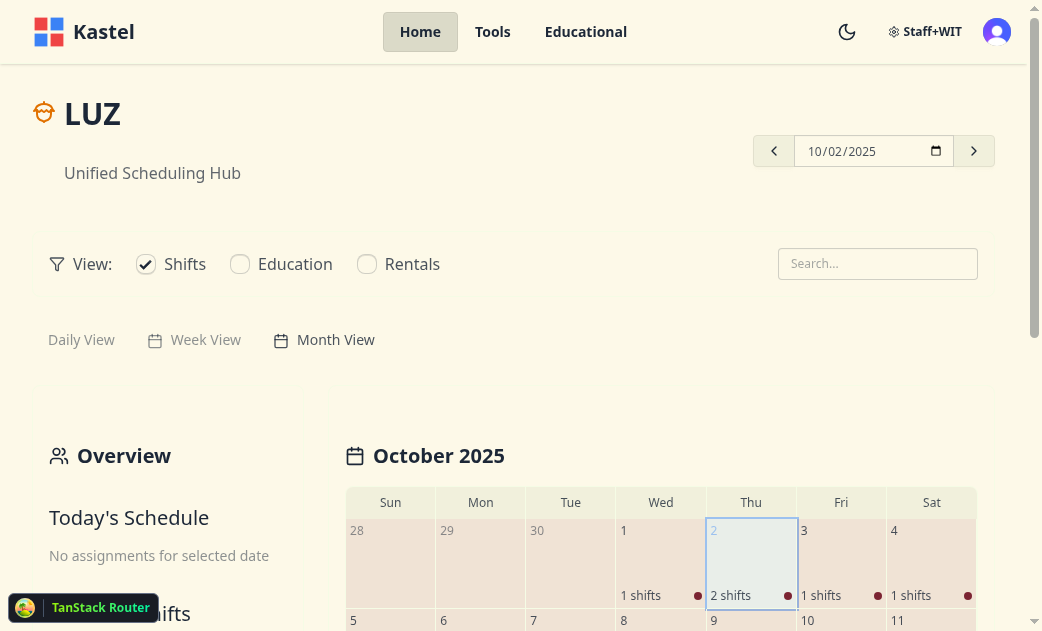 Kastel
Home
Tools
Educational
Staff+WIT
LUZ
Unified Scheduling Hub
10/02/2025
View:
Shifts
Education
Rentals
Search...
Daily View
Week View
Month View
Overview
October 2025
Sun Mon Tue Wed Thu Fri Sat
Today's Schedule
28 29 30 1 2 3 4
No assignments for selected date
1 shifts 2 shifts 1 shifts 1 shifts
TanStack Router
5 6 7 8 9 10 11